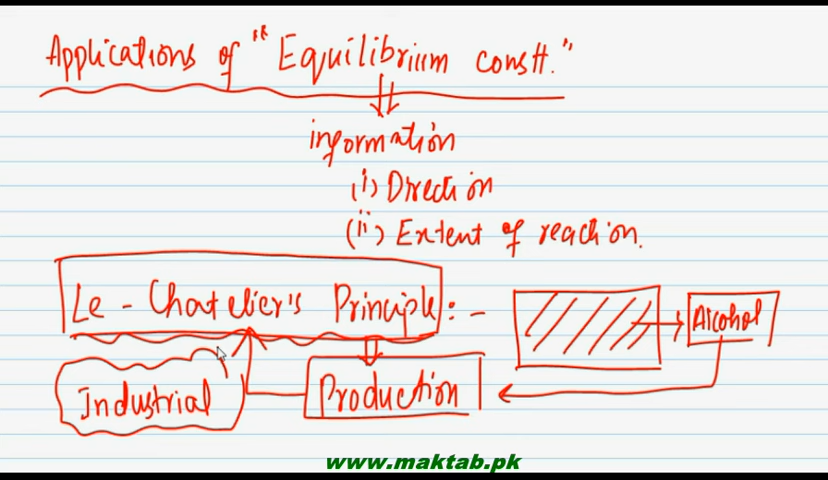 Applications of "Equilibrium constt."
information
(i) Direction
(ii) Extent of reaction.
Le - Chatelier's Principle : -
Alcohol
Industrial
Production
www.maktab.pk